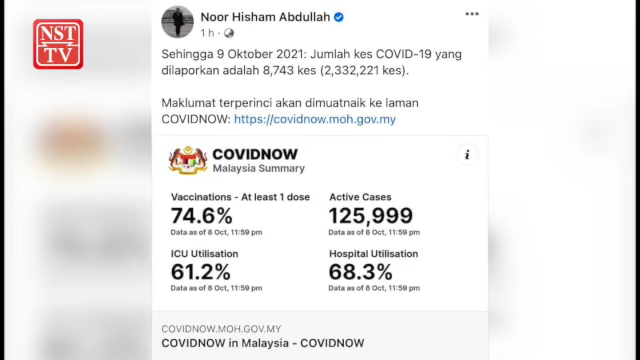 NST
TV
Noor Hisham Abdullah
1 h ·
Sehingga 9 Oktober 2021: Jumlah kes COVID-19 yang
dilaporkan adalah 8,743 kes (2,332,221 kes).
Maklumat terperinci akan dimuatnaik ke laman
COVIDNOW: https://covidnow.moh.gov.my
COVIDNOW
Malaysia Summary
i
Vaccinations - At least 1 dose
74.6%
Data as of 8 Oct, 11:59 pm
Active Cases
125,999
Data as of 8 Oct, 11:59 pm
ICU Utilisation
61.2%
Data as of 8 Oct, 11:59 pm
Hospital Utilisation
68.3%
Data as of 8 Oct, 11:59 pm
COVIDNOW.MOH.GOV.MY
COVIDNOW in Malaysia - COVIDNOW